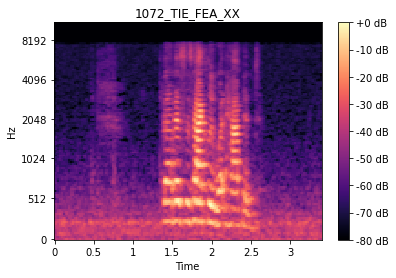 1072_TIE_FEA_XX
8192
4096
2048
1024
512
0
Hz
0 0.5 1 1.5 2 2.5 3
Time
+0 dB
-10 dB
-20 dB
-30 dB
-40 dB
-50 dB
-60 dB
-70 dB
-80 dB